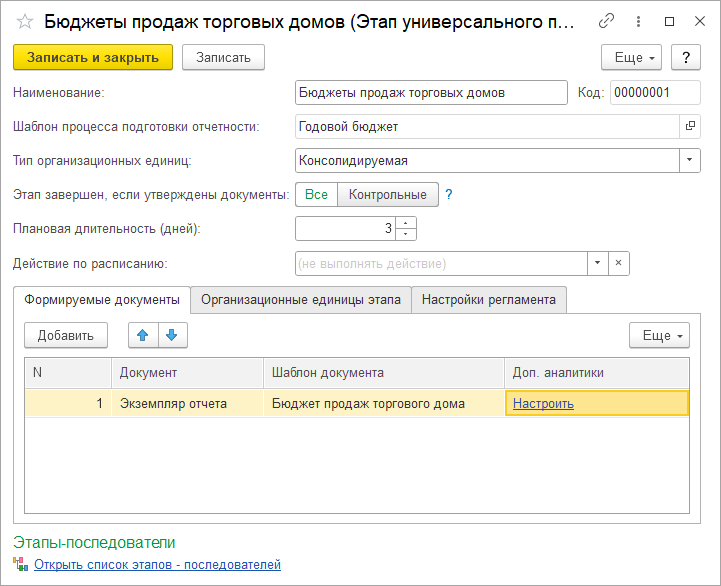 Бюджеты продаж торговых домов (Этап универсального п...
Записать и закрыть Записать Еще ?
Наименование: Бюджеты продаж торговых домов Код: 00000001
Шаблон процесса подготовки отчетности: Годовой бюджет
Тип организационных единиц: Консолидируемая
Этап завершен, если утверждены документы: Все Контрольные ?
Плановая длительность (дней): 3
Действие по расписанию: (не выполнять действие)
Формируемые документы Организационные единицы этапа Настройки регламента
Добавить Еще
N Документ Шаблон документа Доп. аналитики
1 Экземпляр отчета Бюджет продаж торгового дома Настроить
Этапы-последователи
Открыть список этапов - последователей